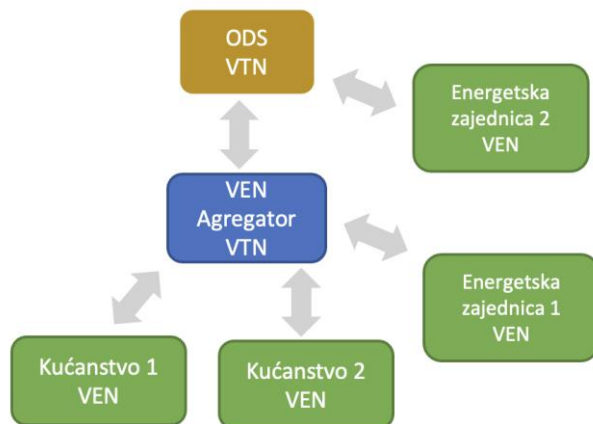 ODS
VTN
Energetska
zajednica 2
VEN
VEN
Agregator
VTN
Energetska
zajednica 1
VEN
Kućanstvo 1
VEN
Kućanstvo 2
VEN